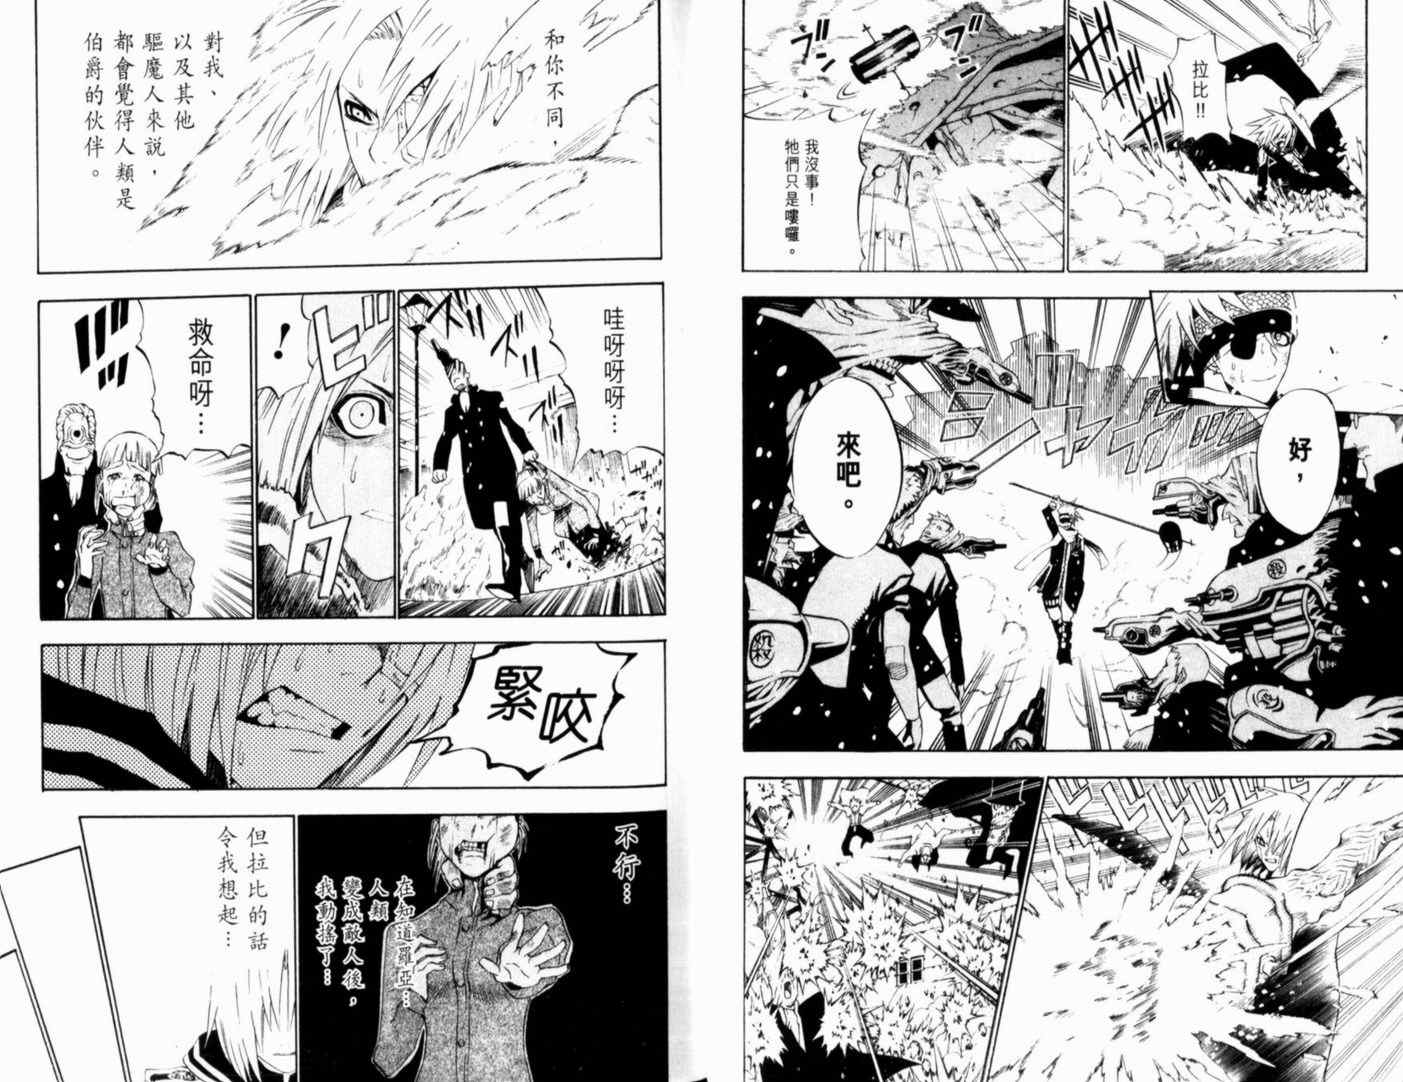 拉比!!
我沒事！
牠們只是嘍囉。
好，
來吧。
殺
殺
和你不同，
對我、
以及其他
驅魔人來說，
都會覺得人類是
伯爵的伙伴。
哇呀呀呀…
ビ
ク
!
救命呀…
緊
咬
不行…
在知道羅亞…
人類
變成敵人後，
我動搖了…
但拉比的話
令我想起…